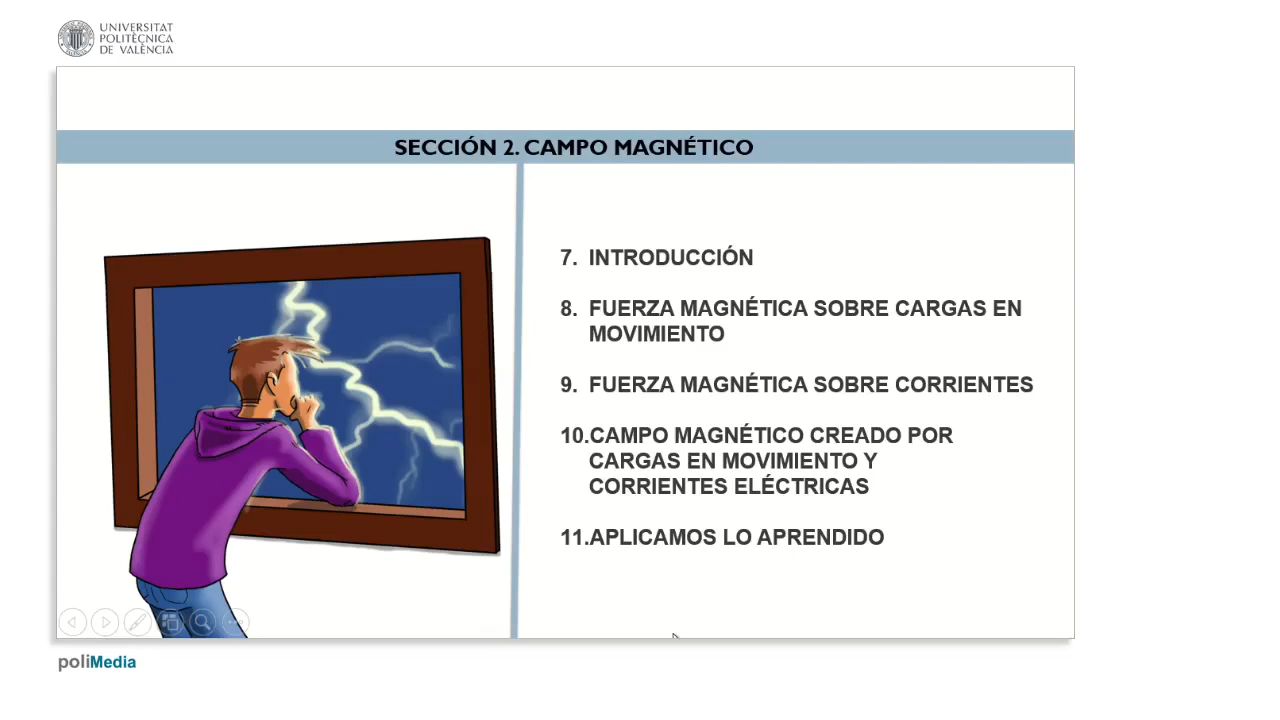 UNIVERSITAT
POLITÈCNICA
DE VALÈNCIA
SECCIÓN 2. CAMPO MAGNÉTICO
7. INTRODUCCIÓN
8. FUERZA MAGNÉTICA SOBRE CARGAS EN
MOVIMIENTO
9. FUERZA MAGNÉTICA SOBRE CORRIENTES
10.CAMPO MAGNÉTICO CREADO POR
CARGAS EN MOVIMIENTO Y
CORRIENTES ELÉCTRICAS
11.APLICAMOS LO APRENDIDO
poliMedia